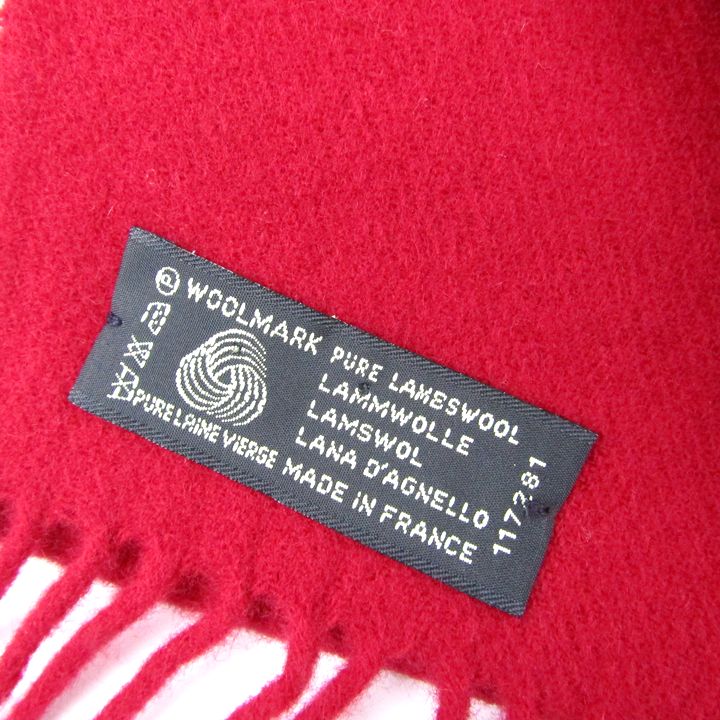 WOOLMARK
PURE LAINE VIERGE
PURE LAMESWOOL
LAMMWOLLE
LAMSWOL
LANA D'AGNELLO
MADE IN FRANCE
117281
P